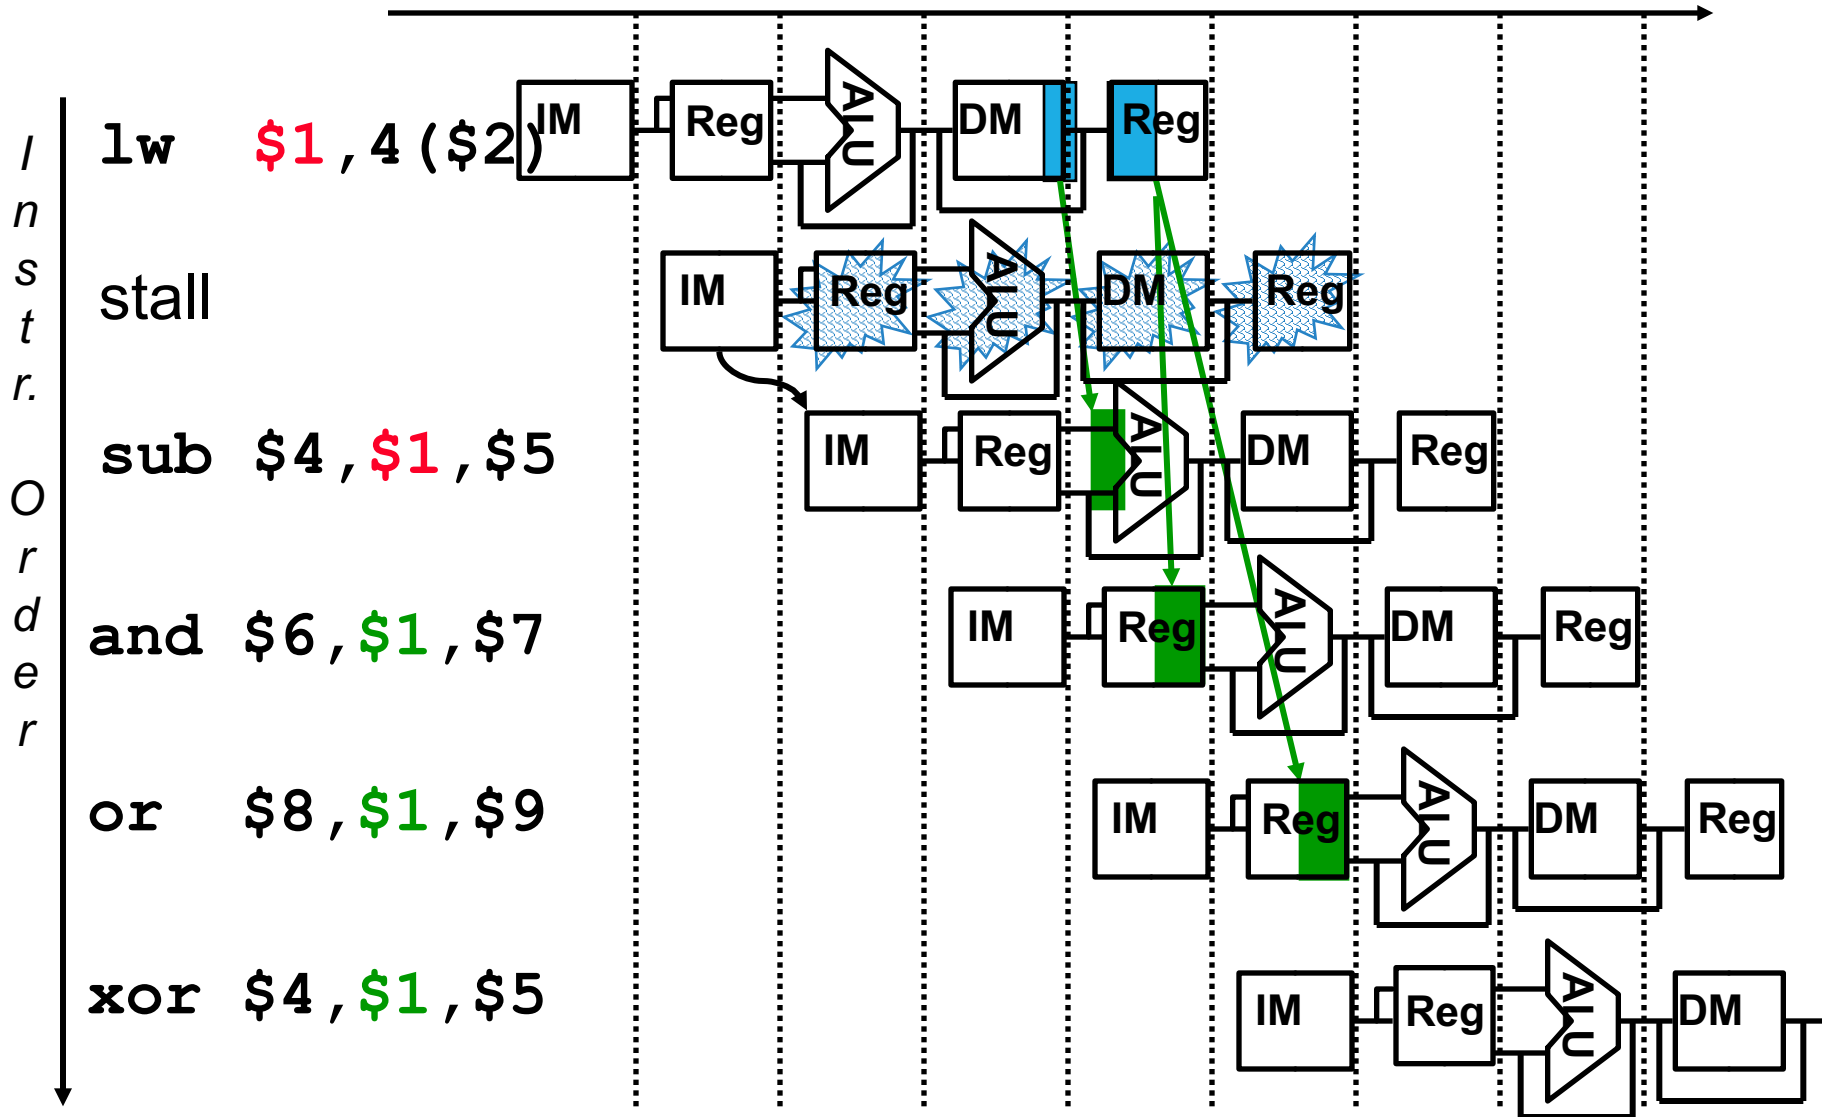 Instr. Order
lw $1,4($2) IM Reg ALU DM Reg
stall IM Reg ALU DM Reg
sub $4,$1,$5 IM Reg ALU DM Reg
and $6,$1,$7 IM Reg ALU DM Reg
or $8,$1,$9 IM Reg ALU DM Reg
xor $4,$1,$5 IM Reg ALU DM